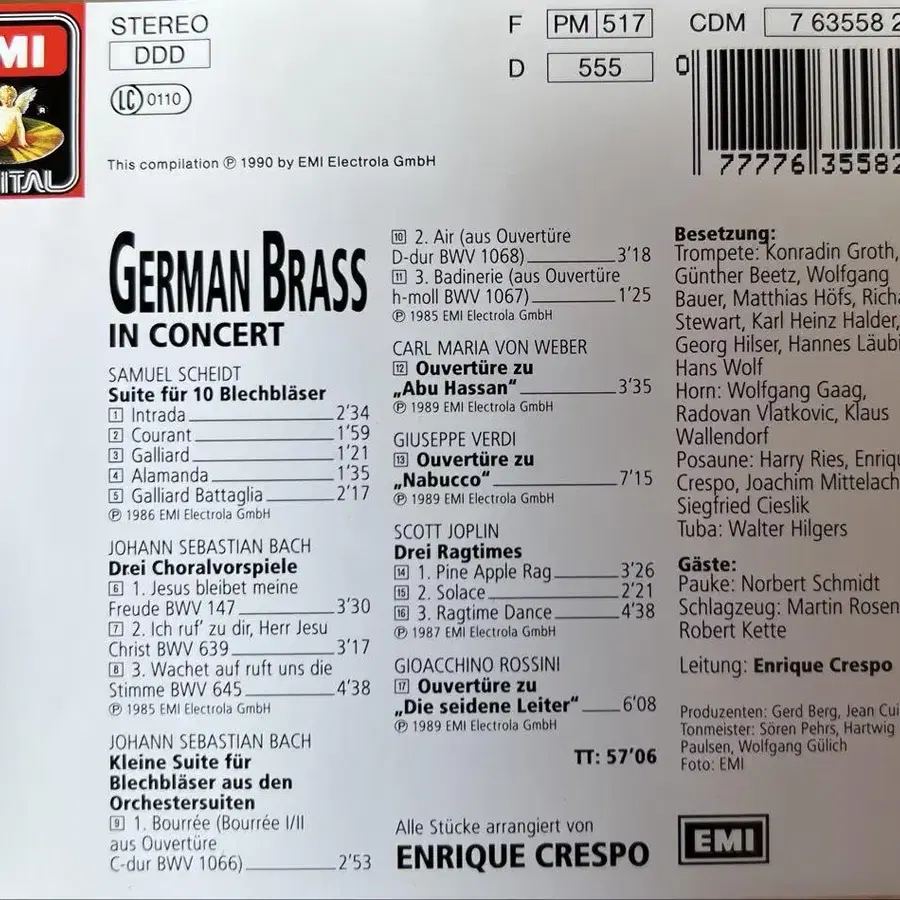 EMI
DIGITAL
STEREO
DDD
LC 0110
F PM 517
D 555
CDM 7 63558 2
0
77776 35582
This compilation ℗ 1990 by EMI Electrola GmbH
GERMAN BRASS
IN CONCERT
SAMUEL SCHEIDT
Suite für 10 Blechbläser
1 Intrada 2'34
2 Courant 1'59
3 Galliard 1'21
4 Alamanda 1'35
5 Galliard Battaglia 2'17
℗ 1986 EMI Electrola GmbH
JOHANN SEBASTIAN BACH
Drei Choralvorspiele
6 1. Jesus bleibet meine
Freude BWV 147 3'30
7 2. Ich ruf' zu dir, Herr Jesu
Christ BWV 639 3'17
8 3. Wachet auf ruft uns die
Stimme BWV 645 4'38
℗ 1985 EMI Electrola GmbH
JOHANN SEBASTIAN BACH
Kleine Suite für
Blechbläser aus den
Orchestersuiten
9 1. Bourrée (Bourrée I/II
aus Ouvertüre
C-dur BWV 1066) 2'53
10 2. Air (aus Ouvertüre
D-dur BWV 1068) 3'18
11 3. Badinerie (aus Ouvertüre
h-moll BWV 1067) 1'25
℗ 1985 EMI Electrola GmbH
CARL MARIA VON WEBER
12 Ouvertüre zu
„Abu Hassan“ 3'35
℗ 1989 EMI Electrola GmbH
GIUSEPPE VERDI
13 Ouvertüre zu
„Nabucco“ 7'15
℗ 1989 EMI Electrola GmbH
SCOTT JOPLIN
Drei Ragtimes
14 1. Pine Apple Rag 3'26
15 2. Solace 2'21
16 3. Ragtime Dance 4'38
℗ 1987 EMI Electrola GmbH
GIOACCHINO ROSSINI
17 Ouvertüre zu
„Die seidene Leiter“ 6'08
℗ 1989 EMI Electrola GmbH
TT: 57'06
Alle Stücke arrangiert von
ENRIQUE CRESPO
Besetzung:
Trompete: Konradin Groth,
Günther Beetz, Wolfgang
Bauer, Matthias Höfs, Richa
Stewart, Karl Heinz Halder,
Georg Hilser, Hannes Läubi
Hans Wolf
Horn: Wolfgang Gaag,
Radovan Vlatkovic, Klaus
Wallendorf
Posaune: Harry Ries, Enriqu
Crespo, Joachim Mittelach
Siegfried Cieslik
Tuba: Walter Hilgers
Gäste:
Pauke: Norbert Schmidt
Schlagzeug: Martin Rosen
Robert Kette
Leitung: Enrique Crespo
Produzenten: Gerd Berg, Jean Cui
Tonmeister: Sören Pehrs, Hartwig
Paulsen, Wolfgang Gülich
Foto: EMI
EMI